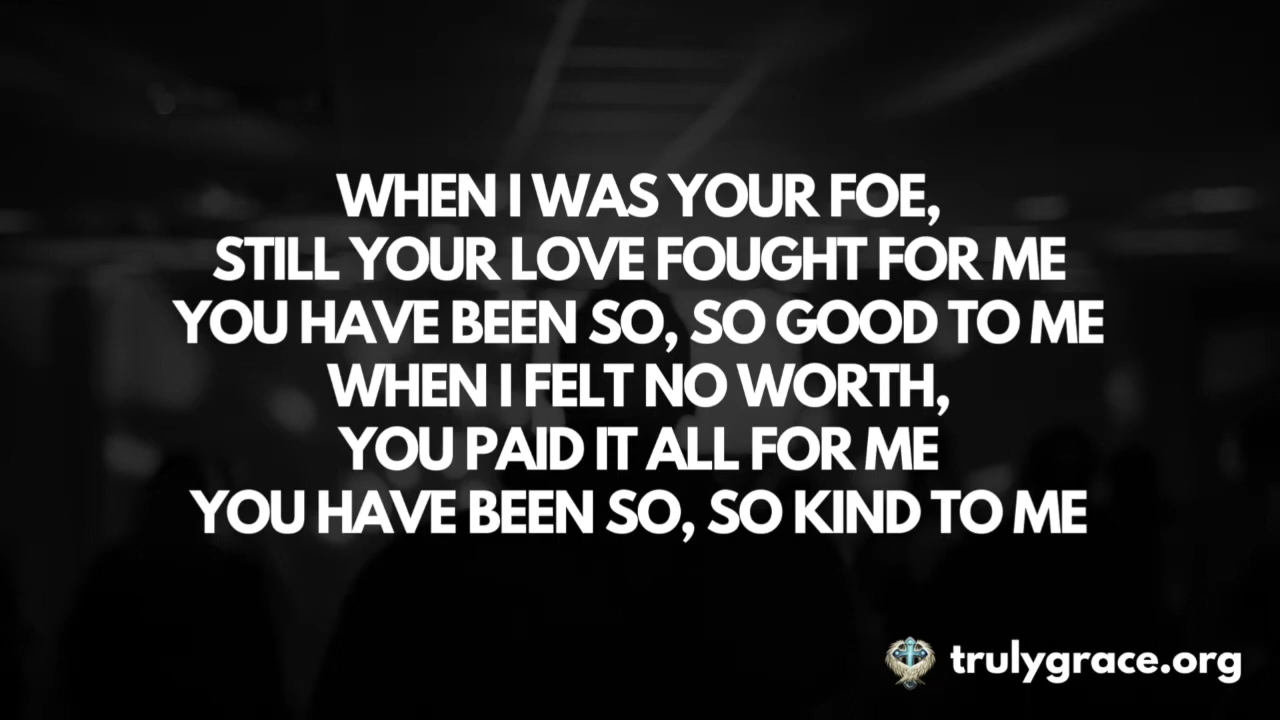 WHEN I WAS YOUR FOE,
STILL YOUR LOVE FOUGHT FOR ME
YOU HAVE BEEN SO, SO GOOD TO ME
WHEN I FELT NO WORTH,
YOU PAID IT ALL FOR ME
YOU HAVE BEEN SO, SO KIND TO ME
trulygrace.org